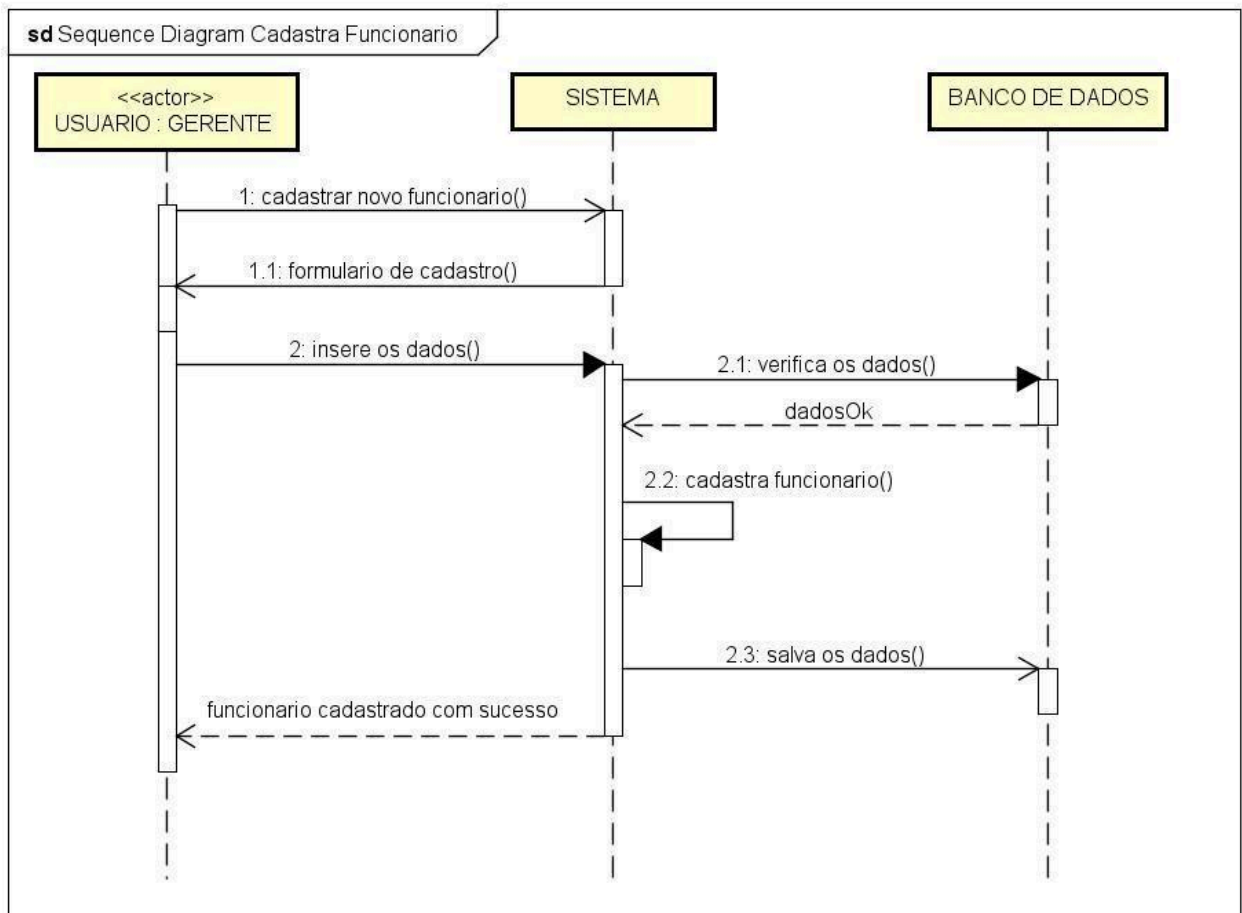 sd Sequence Diagram Cadastra Funcionario
<<actor>>
USUARIO : GERENTE
SISTEMA
BANCO DE DADOS
1: cadastrar novo funcionario()
1.1: formulario de cadastro()
2: insere os dados()
2.1: verifica os dados()
dadosOk
2.2: cadastra funcionario()
2.3: salva os dados()
funcionario cadastrado com sucesso